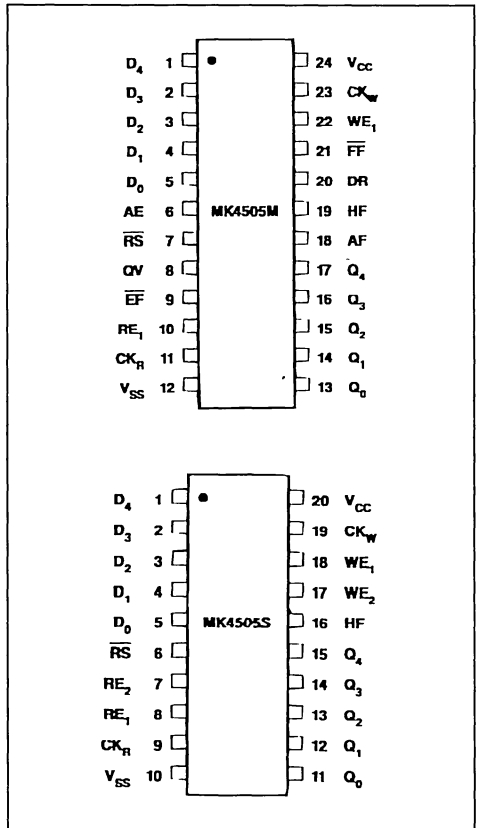 D4 1 24 VCC
D3 2 23 CKW
D2 3 22 WE1
D1 4 21 F̅F̅
D0 5 20 DR
AE 6 MK4505M 19 HF
R̅S̅ 7 18 AF
QV 8 17 Q4
E̅F̅ 9 16 Q3
RE1 10 15 Q2
CKR 11 14 Q1
VSS 12 13 Q0
D4 1 20 VCC
D3 2 19 CKW
D2 3 18 WE1
D1 4 17 WE2
D0 5 MK4505S 16 HF
R̅S̅ 6 15 Q4
RE2 7 14 Q3
RE1 8 13 Q2
CKR 9 12 Q1
VSS 10 11 Q0